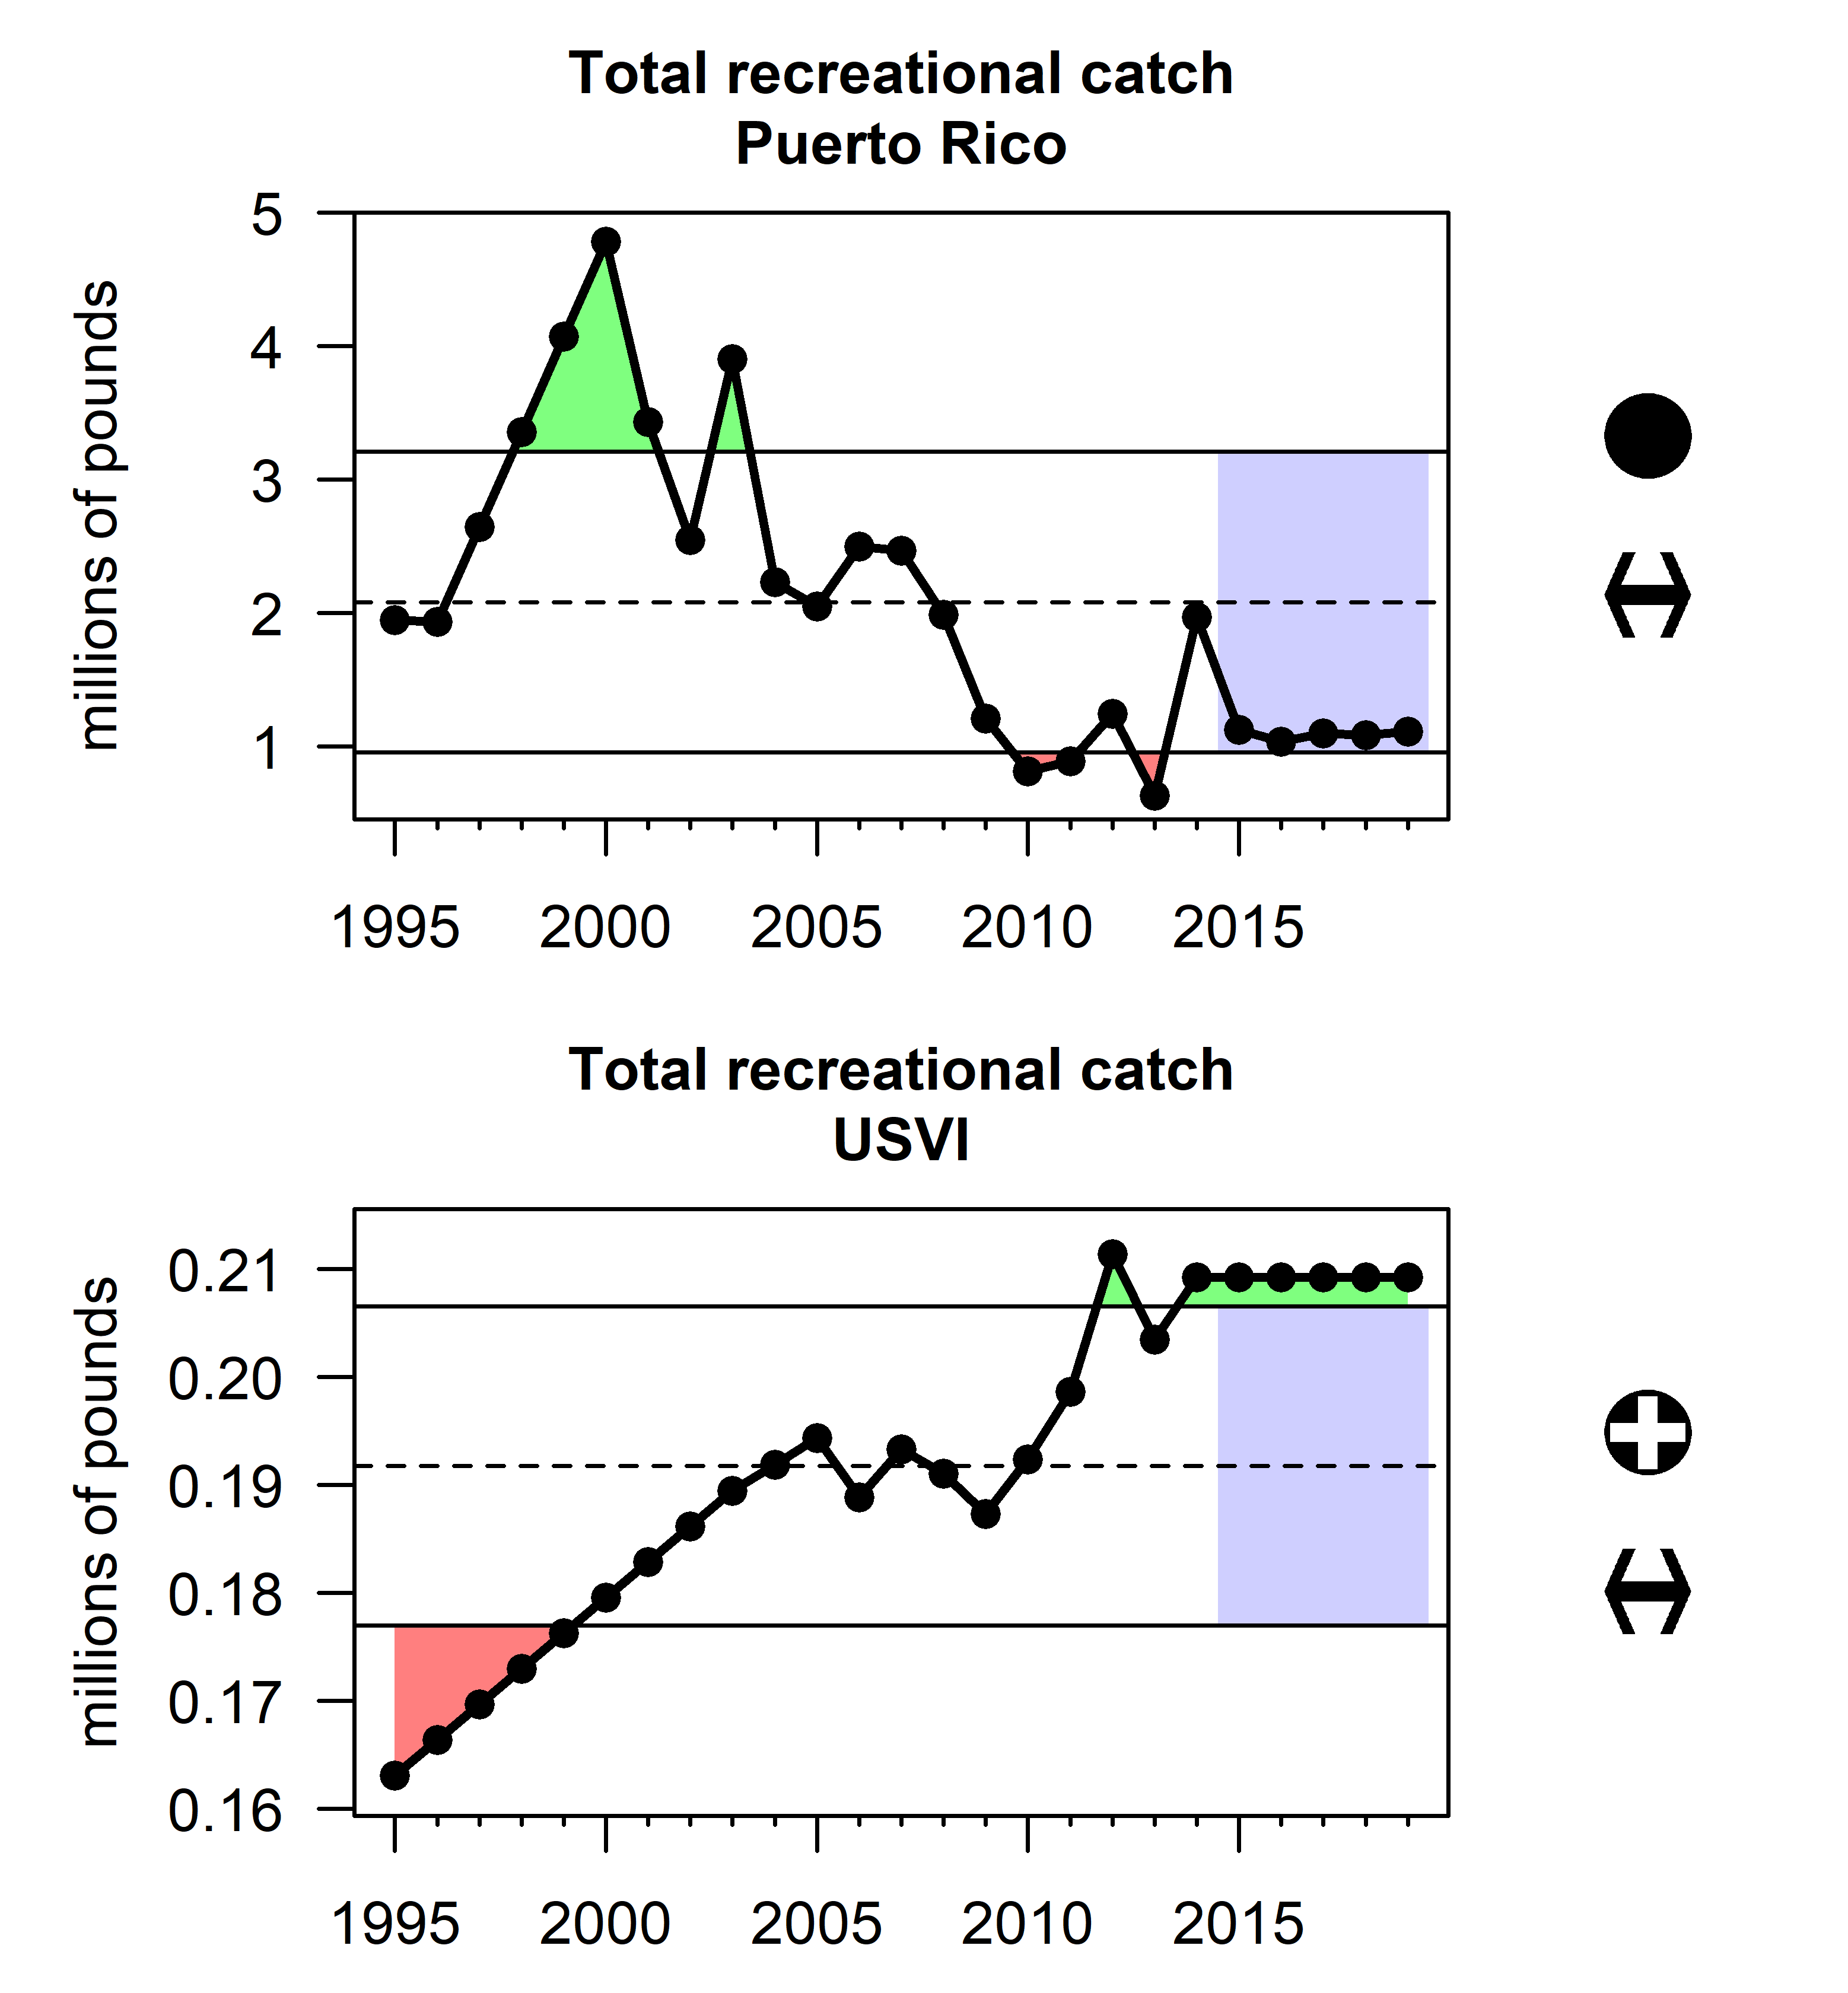 Total recreational catch
Puerto Rico
millions of pounds
5
4
3
2
1
1995 2000 2005 2010 2015
Total recreational catch
USVI
millions of pounds
0.21
0.20
0.19
0.18
0.17
0.16
1995 2000 2005 2010 2015